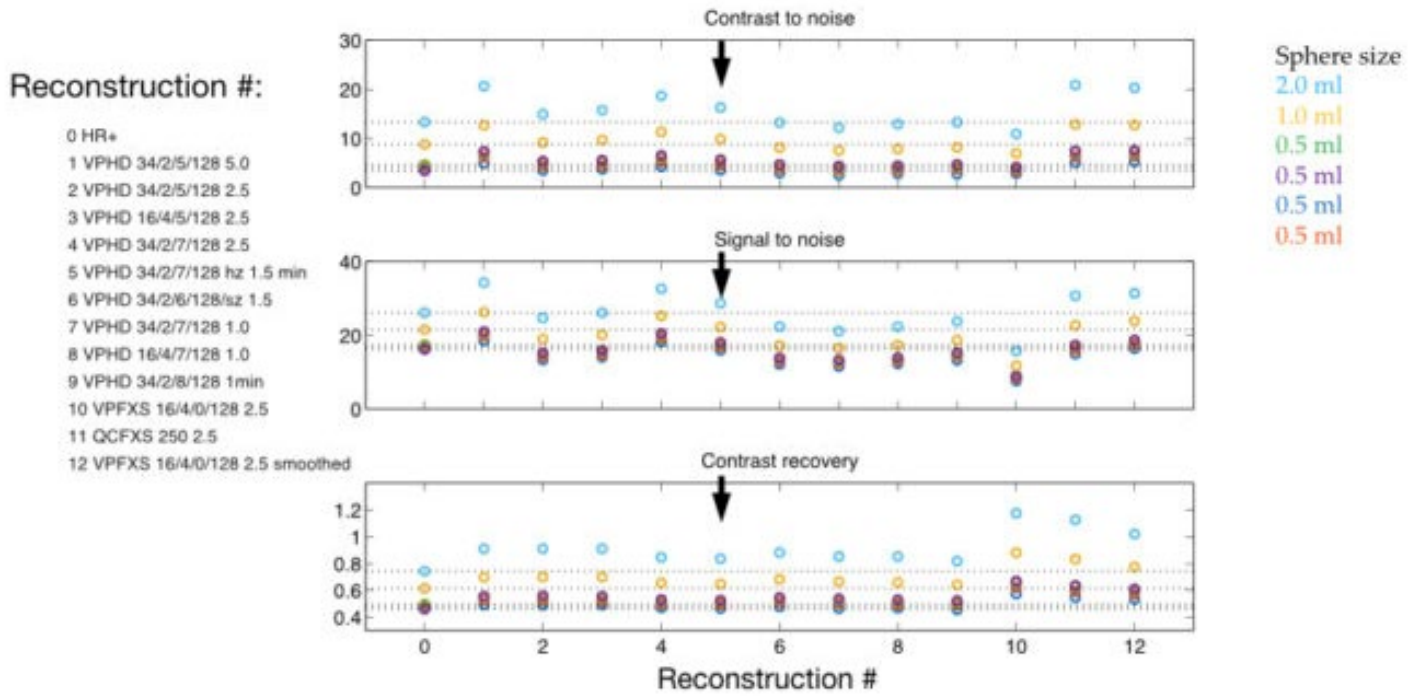 Contrast to noise
30
20
10
0
Reconstruction #:
0 HR+
1 VPHD 34/2/5/128 5.0
2 VPHD 34/2/5/128 2.5
3 VPHD 16/4/5/128 2.5
4 VPHD 34/2/7/128 2.5
5 VPHD 34/2/7/128 hz 1.5 min
6 VPHD 34/2/6/128/sz 1.5
7 VPHD 34/2/7/128 1.0
8 VPHD 16/4/7/128 1.0
9 VPHD 34/2/8/128 1min
10 VPFXS 16/4/0/128 2.5
11 QCFXS 250 2.5
12 VPFXS 16/4/0/128 2.5 smoothed
Sphere size
2.0 ml
1.0 ml
0.5 ml
0.5 ml
0.5 ml
0.5 ml
Signal to noise
40
20
0
Contrast recovery
1.2
1
0.8
0.6
0.4
0 2 4 6 8 10 12
Reconstruction #